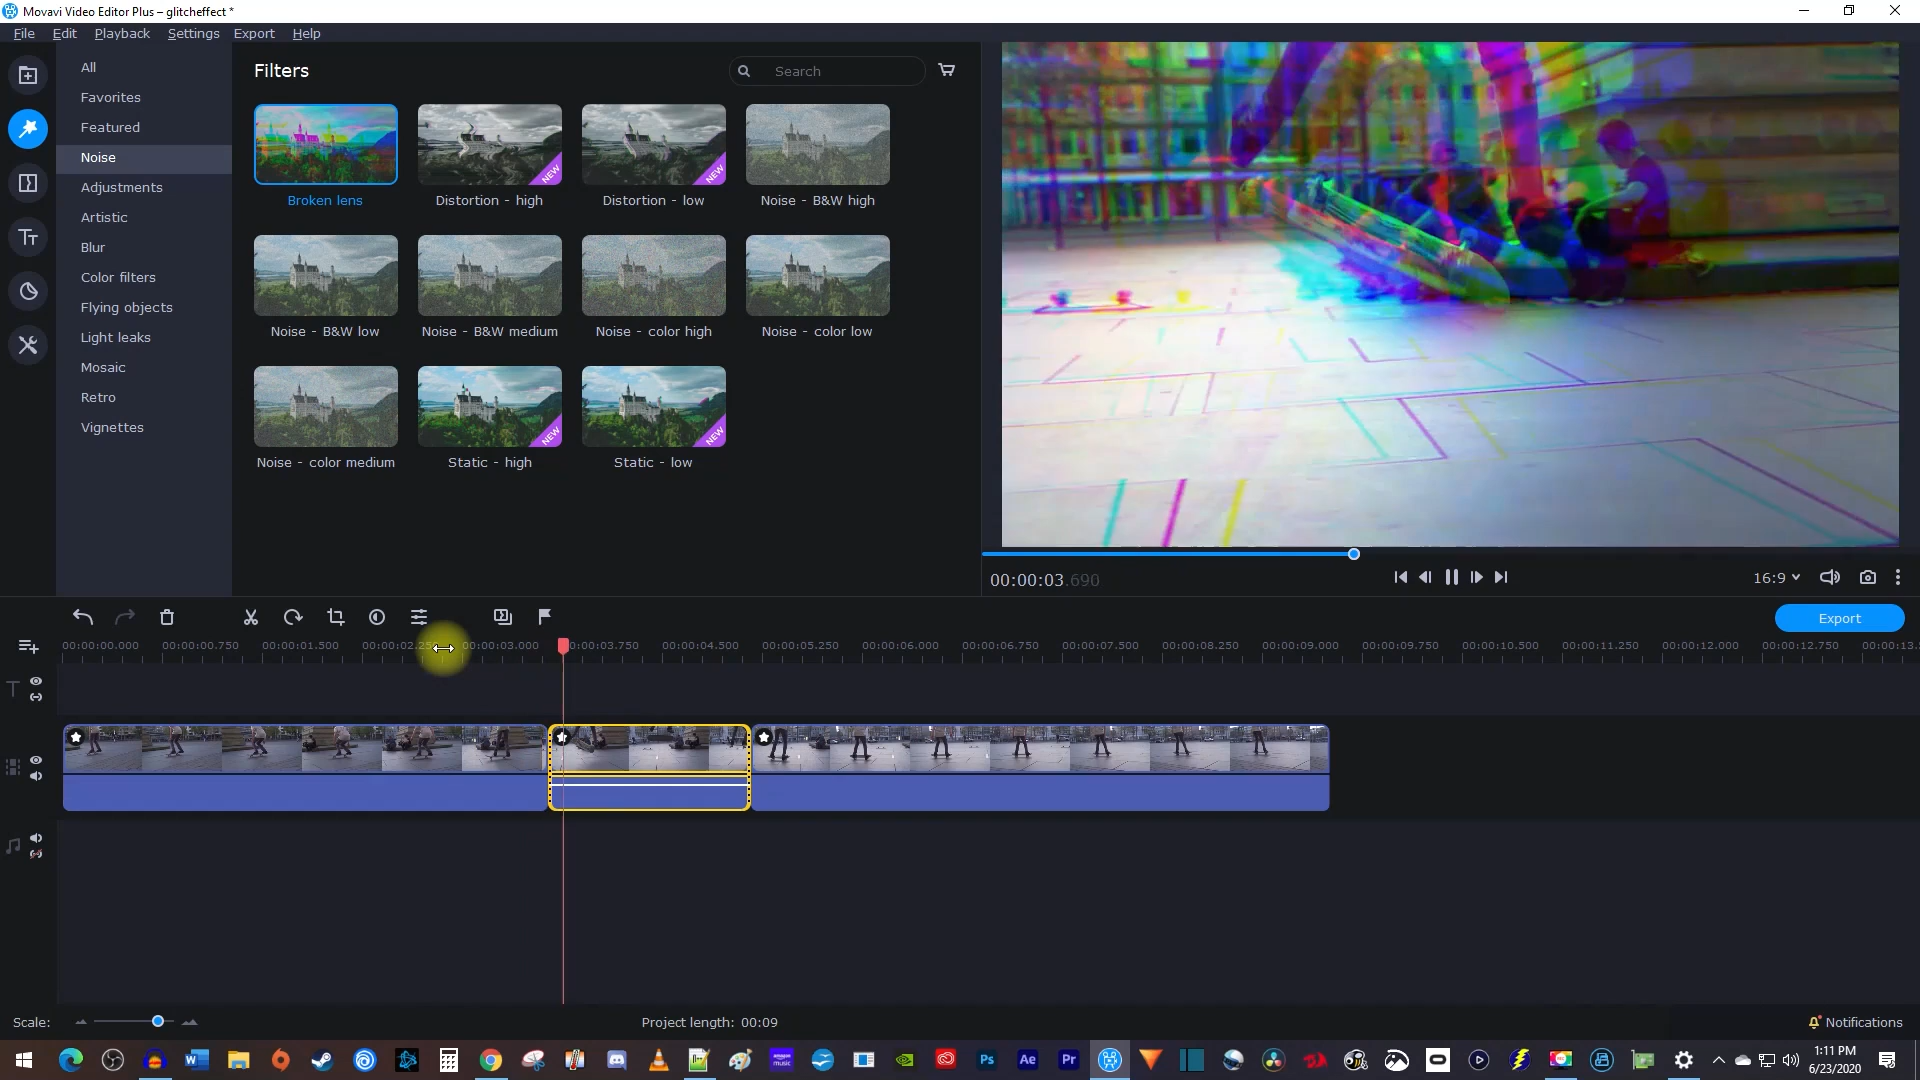 Movavi Video Editor Plus – glitcheffect *
File Edit Playback Settings Export Help
All
Favorites
Featured
Noise
Adjustments
Artistic
Blur
Color filters
Flying objects
Light leaks
Mosaic
Retro
Vignettes
Filters
Search
NEW
NEW
Broken lens
Distortion - high
Distortion - low
Noise - B&W high
Noise - B&W low
Noise - B&W medium
Noise - color high
Noise - color low
NEW
NEW
Noise - color medium
Static - high
Static - low
00:00:03.690
16:9
Export
00:00:00.000 00:00:00.750 00:00:01.500 00:00:02.250 00:00:03.000 00:00:03.750 00:00:04.500 00:00:05.250 00:00:06.000 00:00:06.750 00:00:07.500 00:00:08.250 00:00:09.000 00:00:09.750 00:00:10.500 00:00:11.250 00:00:12.000 00:00:12.750 00:00:13.
Scale:
Project length: 00:09
Notifications
Ps Ae Pr
1:11 PM
6/23/2020